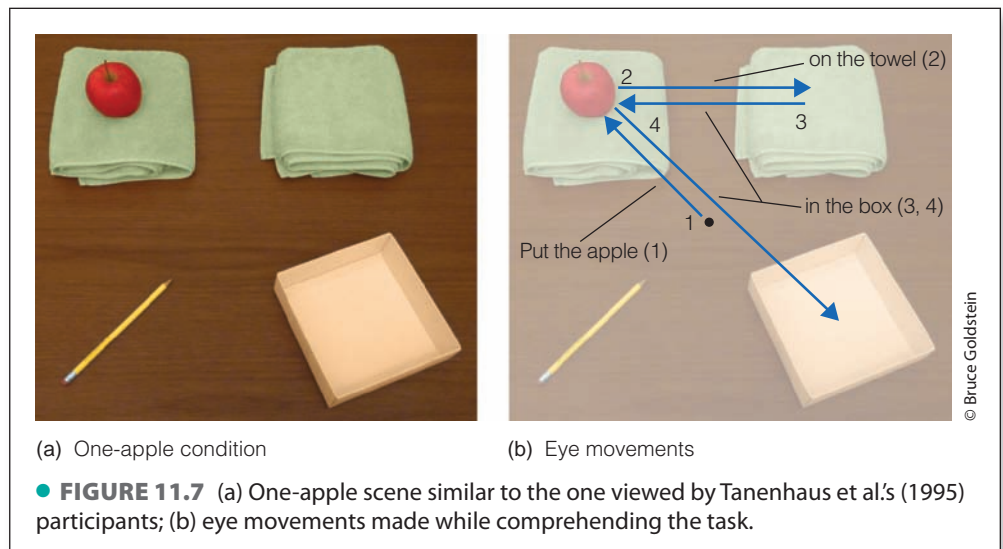 on the towel (2)
2
3
4
in the box (3, 4)
1
Put the apple (1)
© Bruce Goldstein
(a) One-apple condition
(b) Eye movements
● FIGURE 11.7 (a) One-apple scene similar to the one viewed by Tanenhaus et al.’s (1995)
participants; (b) eye movements made while comprehending the task.